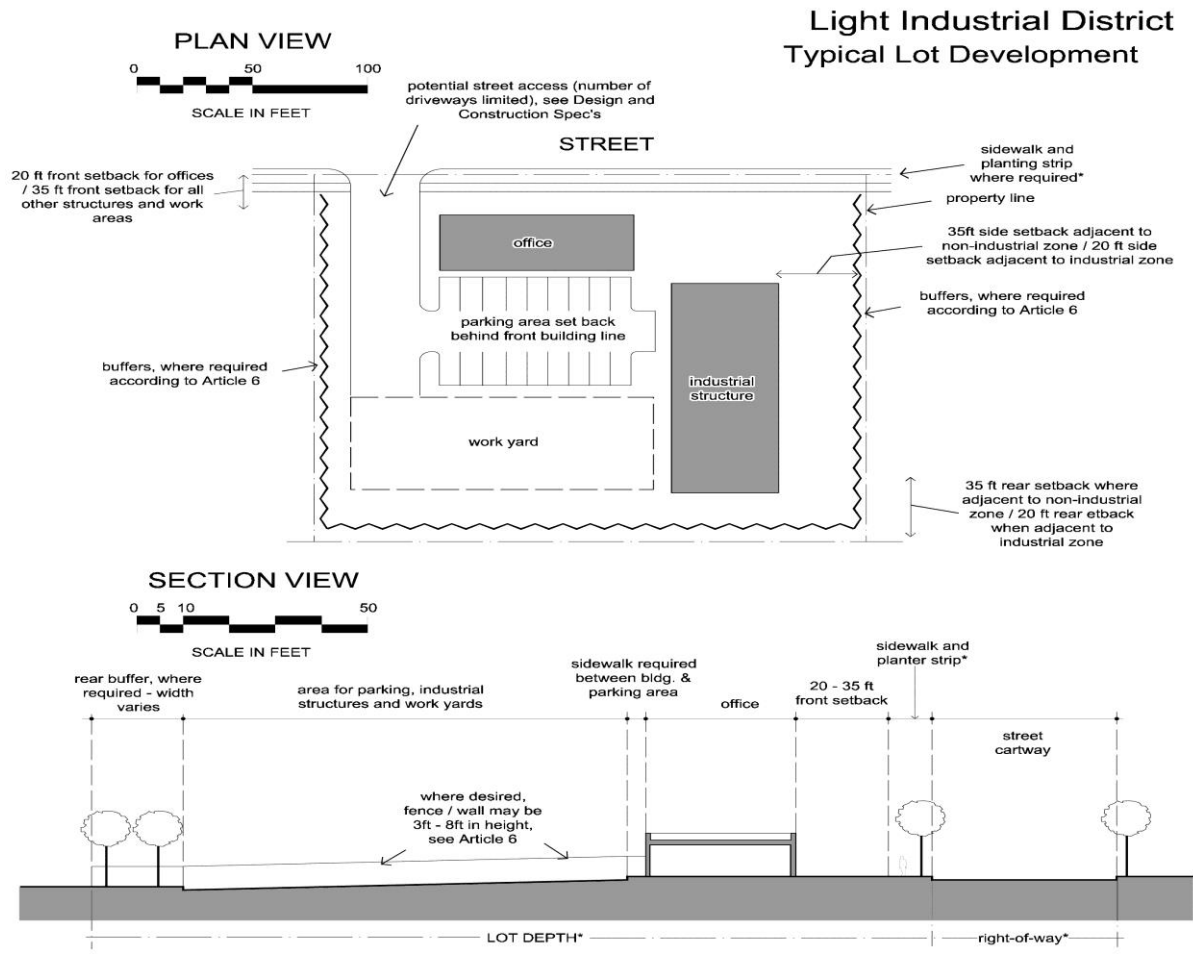 Light Industrial District
Typical Lot Development
PLAN VIEW
0 50 100
SCALE IN FEET
potential street access (number of
driveways limited), see Design and
Construction Spec's
STREET
sidewalk and
planting strip
where required*
property line
20 ft front setback for offices
/ 35 ft front setback for all
other structures and work
areas
35ft side setback adjacent to
non-industrial zone / 20 ft side
setback adjacent to industrial zone
office
buffers, where required
according to Article 6
parking area set back
behind front building line
buffers, where required
according to Article 6
industrial
structure
work yard
35 ft rear setback where
adjacent to non-industrial
zone / 20 ft rear etback
when adjacent to
industrial zone
SECTION VIEW
0 5 10 50
SCALE IN FEET
rear buffer, where
required - width
varies
area for parking, industrial
structures and work yards
sidewalk required
between bldg. &
parking area
office
20 - 35 ft
front setback
sidewalk and
planter strip*
street
cartway
where desired,
fence / wall may be
3ft - 8ft in height,
see Article 6
LOT DEPTH*
right-of-way*